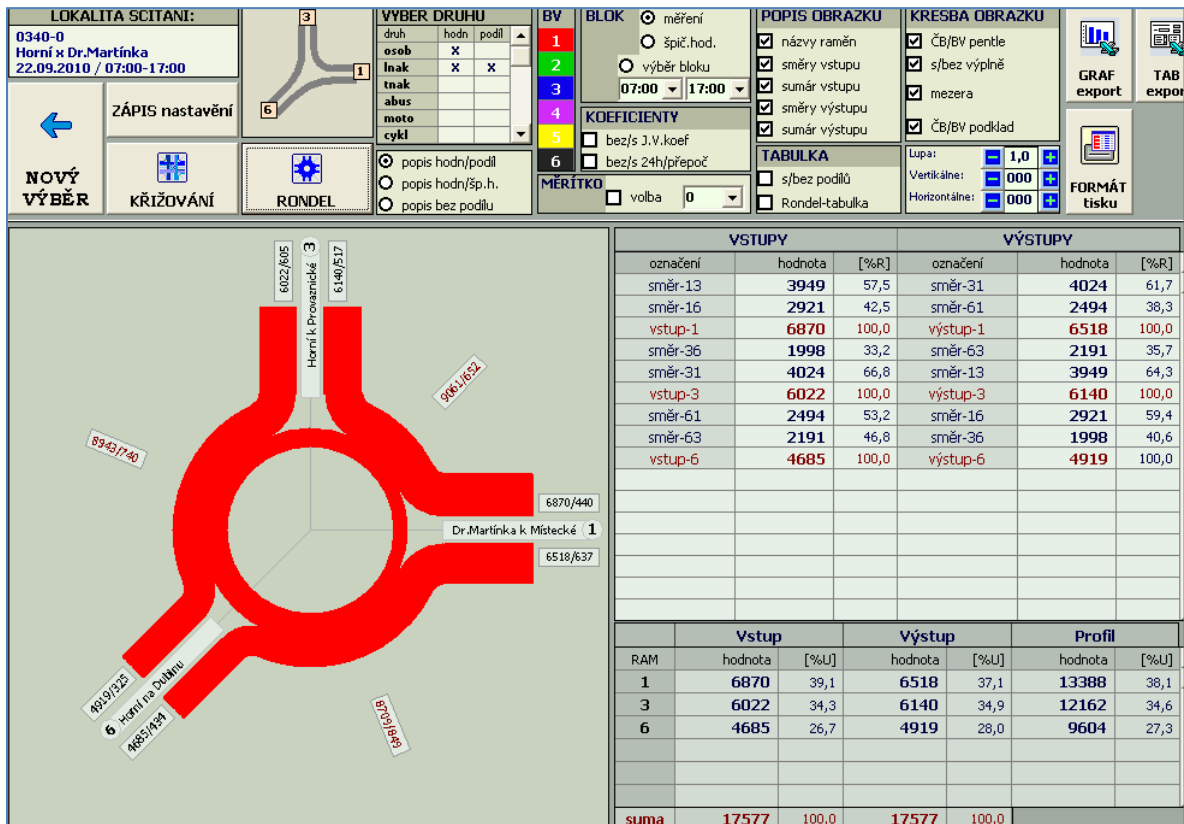 LOKALITA SCITANI:
0340-0
Horní x Dr.Martínka
22.09.2010 / 07:00-17:00
NOVÝ
VÝBĚR
ZÁPIS nastavění
KŘIŽOVÁNÍ
3
1
6
RONDEL
VYBER DRUHU
druh hodn podíl
osob X
lnak X X
tnak
abus
moto
cykl
popis hodn/podíl
popis hodn/šp.h.
popis bez podílu
BV
1
2
3
4
5
6
BLOK
měření
špič.hod.
výběr bloku
07:00 17:00
KOEFICIENTY
bez/s J.V.koef
bez/s 24h/přepoč
MĚRÍTKO
volba 0
POPIS OBRAZKU
názvy raměn
směry vstupu
sumár vstupu
směry výstupu
sumár výstupu
TABULKA
s/bez podílů
Rondel-tabulka
KRESBA OBRAZKU
ČB/BV pentle
s/bez výplně
mezera
ČB/BV podklad
Lupa: 1,0
Vertikálne: 000
Horizontálne: 000
GRAF
export
TAB
export
FORMÁT
tisku
6022/605
Horní k Provaznické 3
6140/517
9061/652
8943/740
6870/440
Dr.Martínka k Místecké 1
6518/637
4919/325
6 Horní na Dubinu
4685/434
8709/849
VSTUPY VÝSTUPY
označení hodnota [%R] označení hodnota [%R]
směr-13 3949 57,5 směr-31 4024 61,7
směr-16 2921 42,5 směr-61 2494 38,3
vstup-1 6870 100,0 výstup-1 6518 100,0
směr-36 1998 33,2 směr-63 2191 35,7
směr-31 4024 66,8 směr-13 3949 64,3
vstup-3 6022 100,0 výstup-3 6140 100,0
směr-61 2494 53,2 směr-16 2921 59,4
směr-63 2191 46,8 směr-36 1998 40,6
vstup-6 4685 100,0 výstup-6 4919 100,0
Vstup Výstup Profil
RAM hodnota [%U] hodnota [%U] hodnota [%U]
1 6870 39,1 6518 37,1 13388 38,1
3 6022 34,3 6140 34,9 12162 34,6
6 4685 26,7 4919 28,0 9604 27,3
suma 17577 100,0 17577 100,0